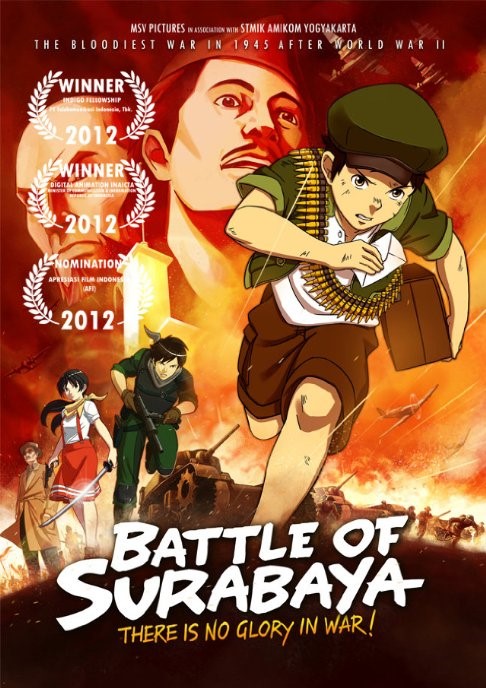 MSV PICTURES IN ASSOCIATION WITH STMIK AMIKOM YOGYAKARTA
THE BLOODIEST WAR IN 1945 AFTER WORLD WAR II
WINNER
INDIGO FELLOWSHIP
2012
WINNER
DIGITAL ANIMATION INAICTA
2012
NOMINATION
APRESIASI FILM INDONESIA
(AFI)
2012
BATTLE OF
SURABAYA
THERE IS NO GLORY IN WAR!